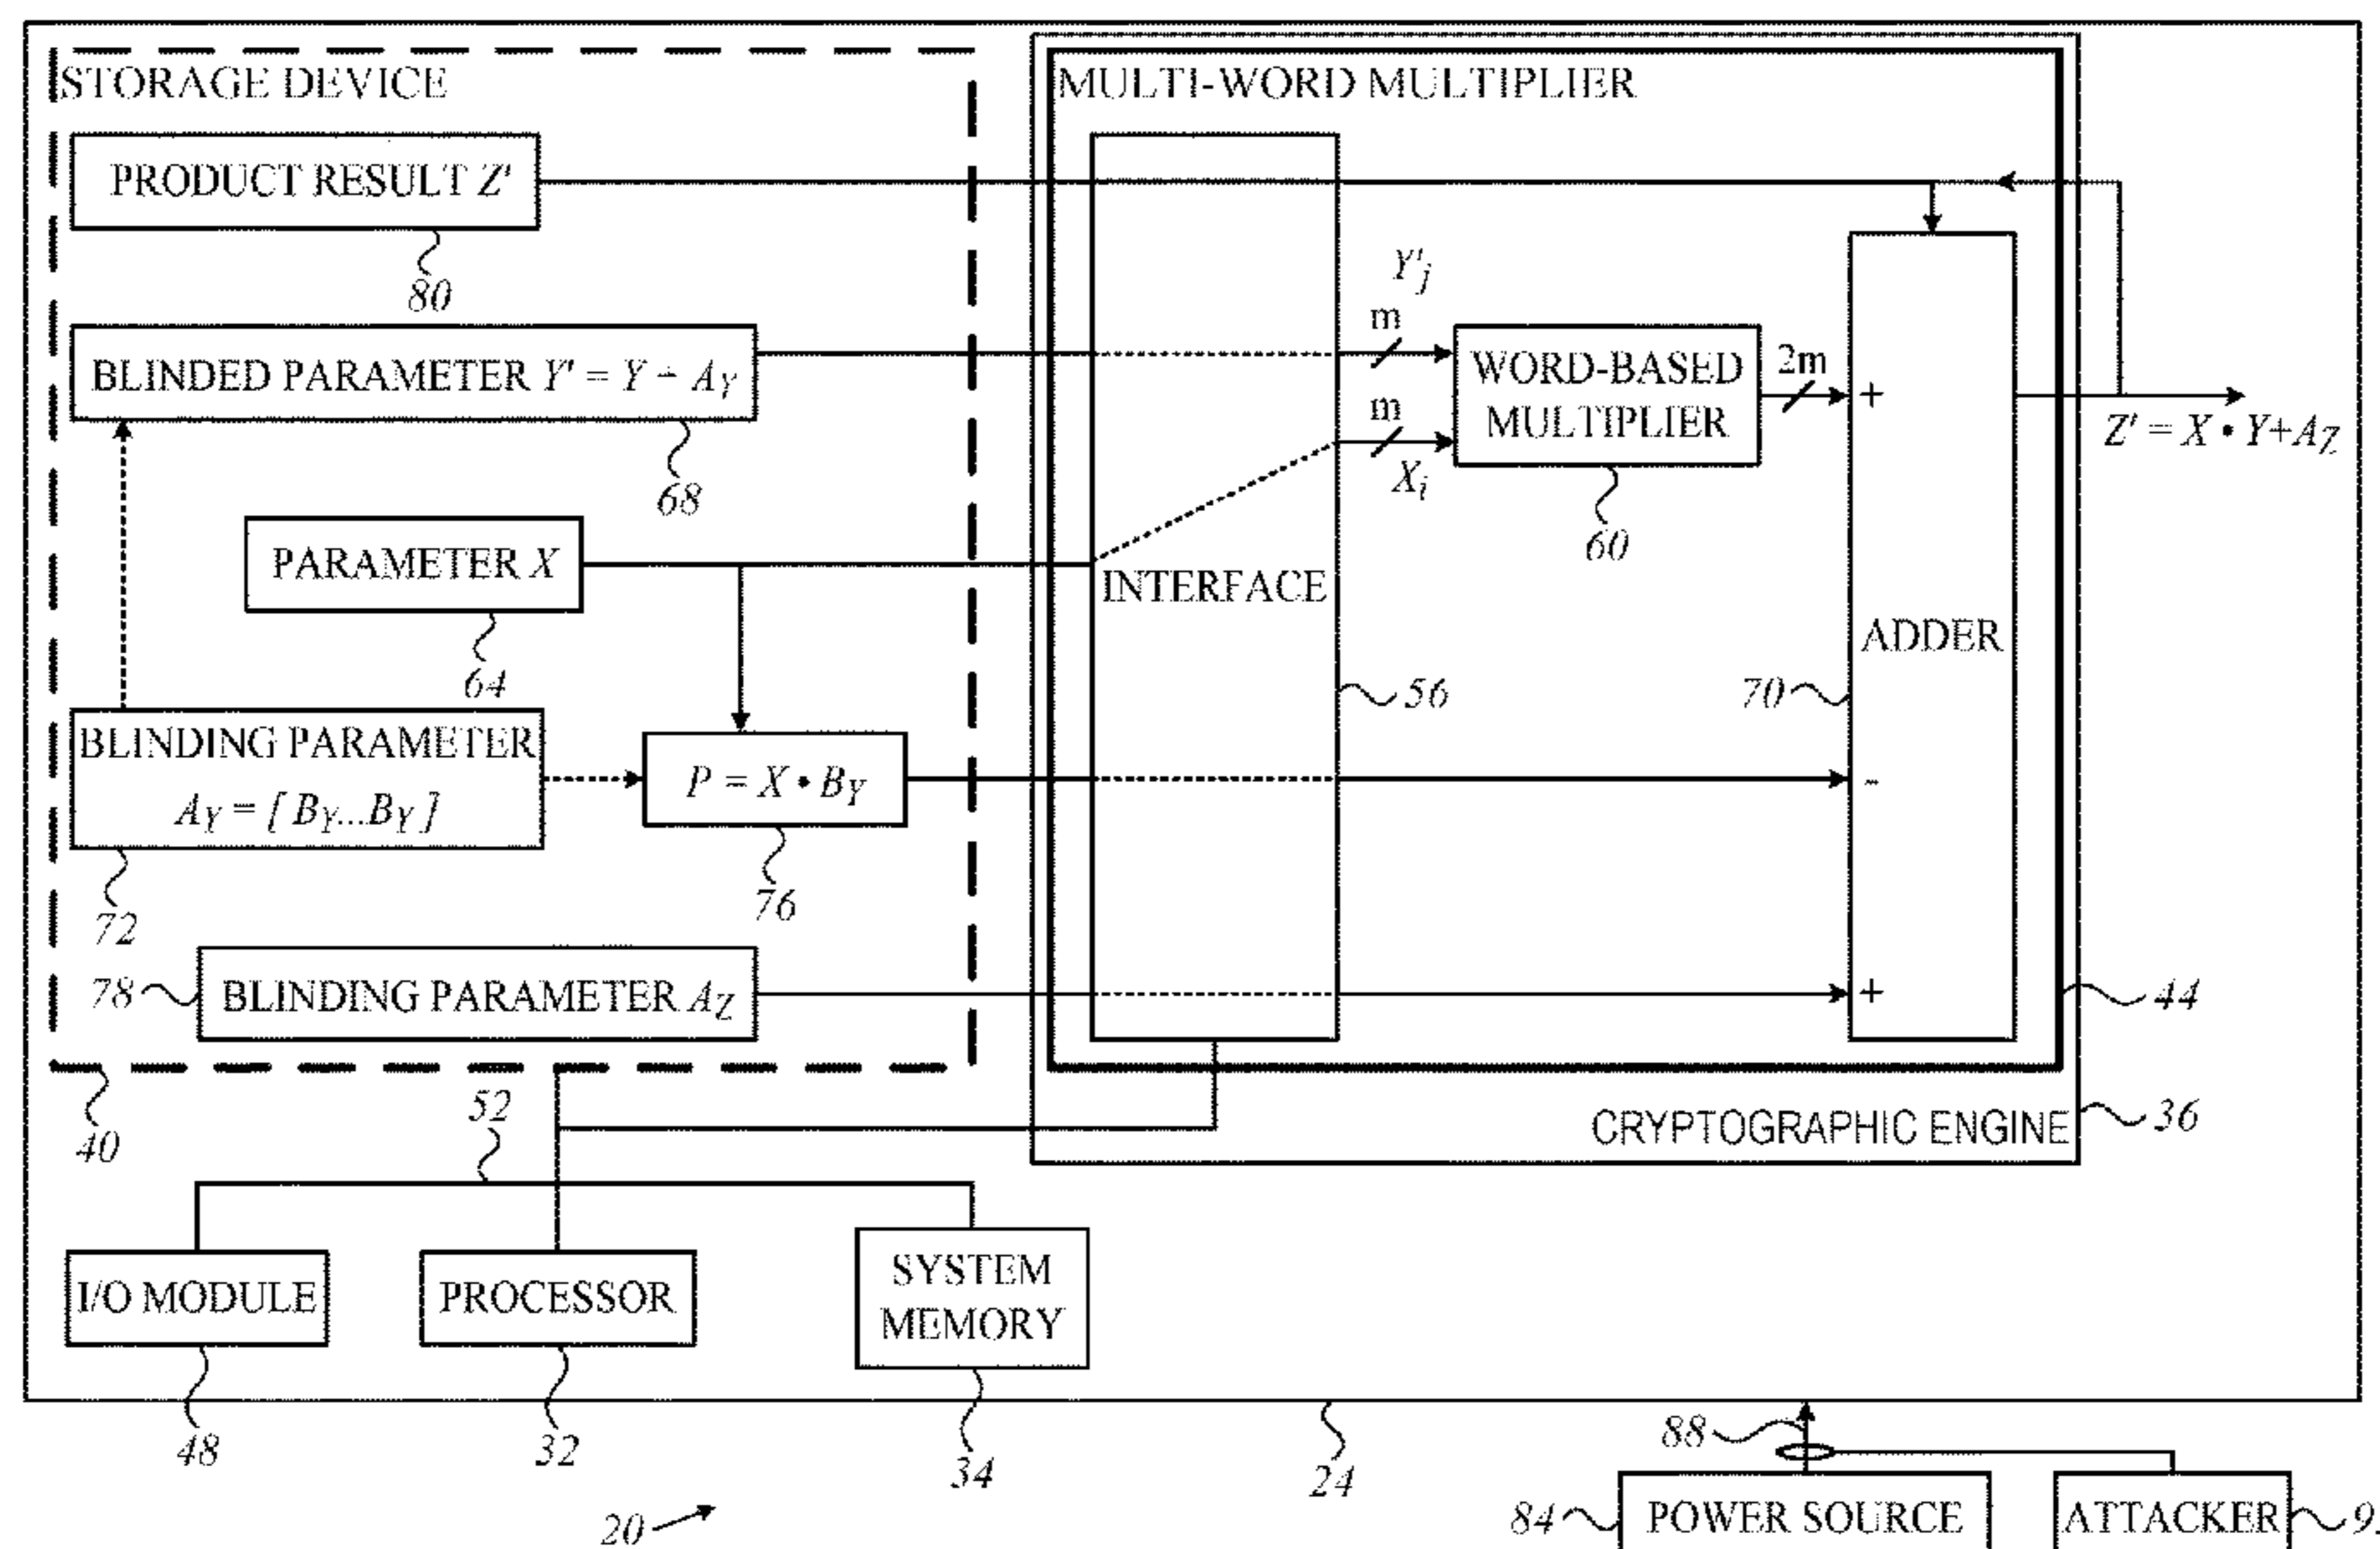 STORAGE DEVICE
MULTI-WORD MULTIPLIER
PRODUCT RESULT Z'
80
Y'j
m
BLINDED PARAMETER Y' = Y + AY
WORD-BASED
MULTIPLIER
2m
+
m
Xi
Z' = X • Y+AZ
68
60
PARAMETER X
INTERFACE
64
ADDER
56
70
BLINDING PARAMETER
AY = [ BY...BY ]
P = X • BY
-
72
76
78
BLINDING PARAMETER AZ
+
44
40
52
CRYPTOGRAPHIC ENGINE
36
I/O MODULE
PROCESSOR
SYSTEM
MEMORY
48
32
34
24
88
20
84
POWER SOURCE
ATTACKER